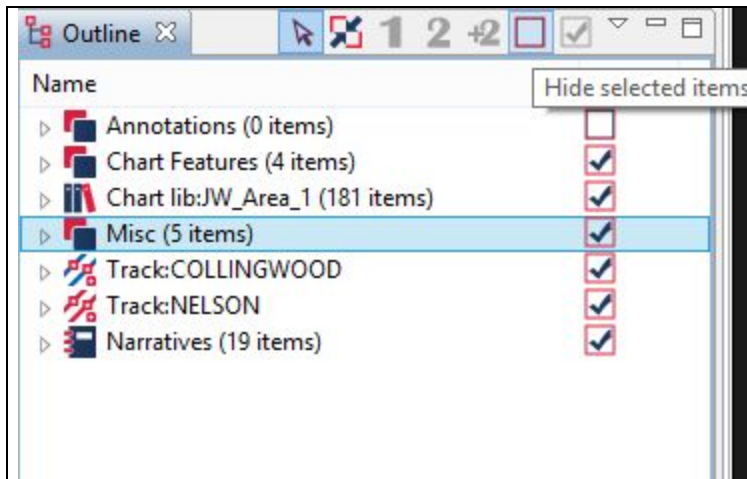 Outline
1 2 +2
Name
Hide selected items
Annotations (0 items)
Chart Features (4 items)
Chart lib:JW_Area_1 (181 items)
Misc (5 items)
Track:COLLINGWOOD
Track:NELSON
Narratives (19 items)